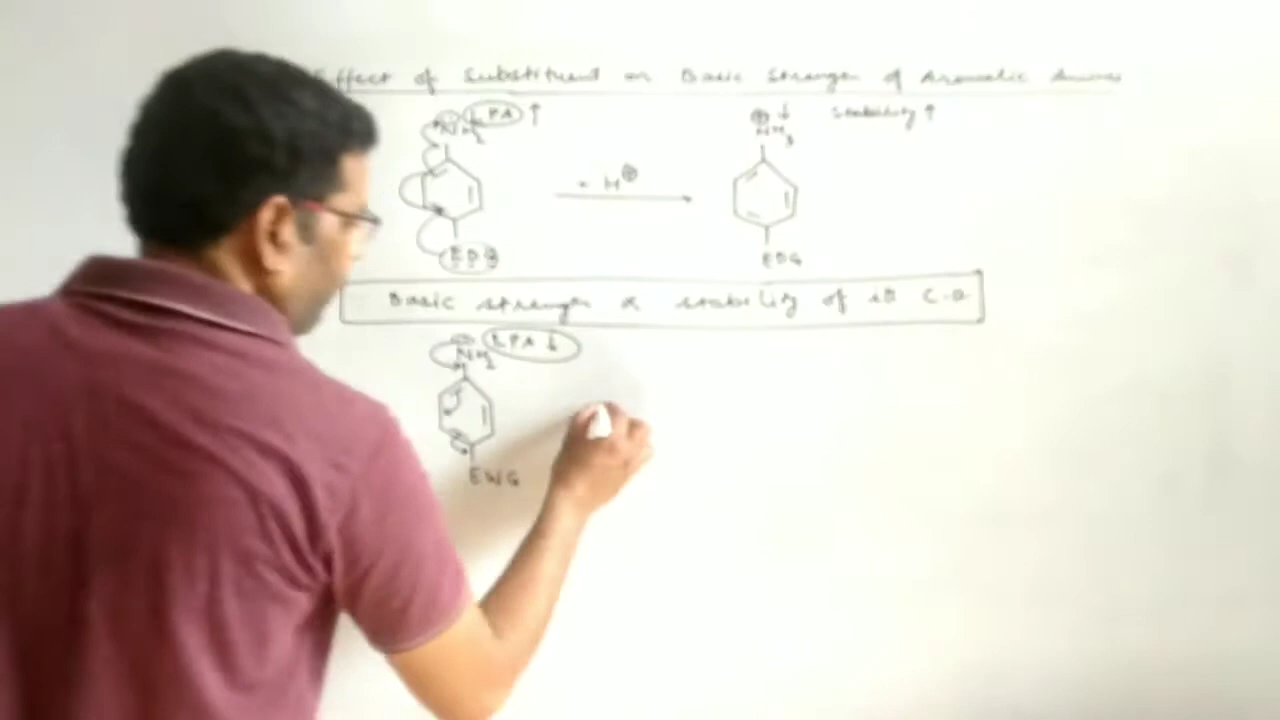 Effect of Substituent on Basic Strength of Aromatic Amines
NH2 LPA ↑
⊕ ↓ Stability ↑
NH3
- H⊕
EDG
EDG
Basic strength ∝ stability of its C.A
NH2 LPA ↓
EWG